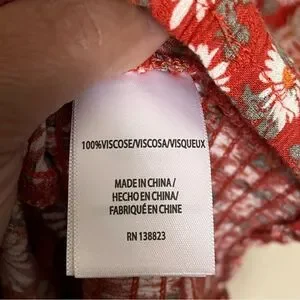 100%VISCOSE/VISCOSA/VISQUEUX
MADE IN CHINA/
HECHO EN CHINA/
FABRIQUÉ EN CHINE
RN 138823